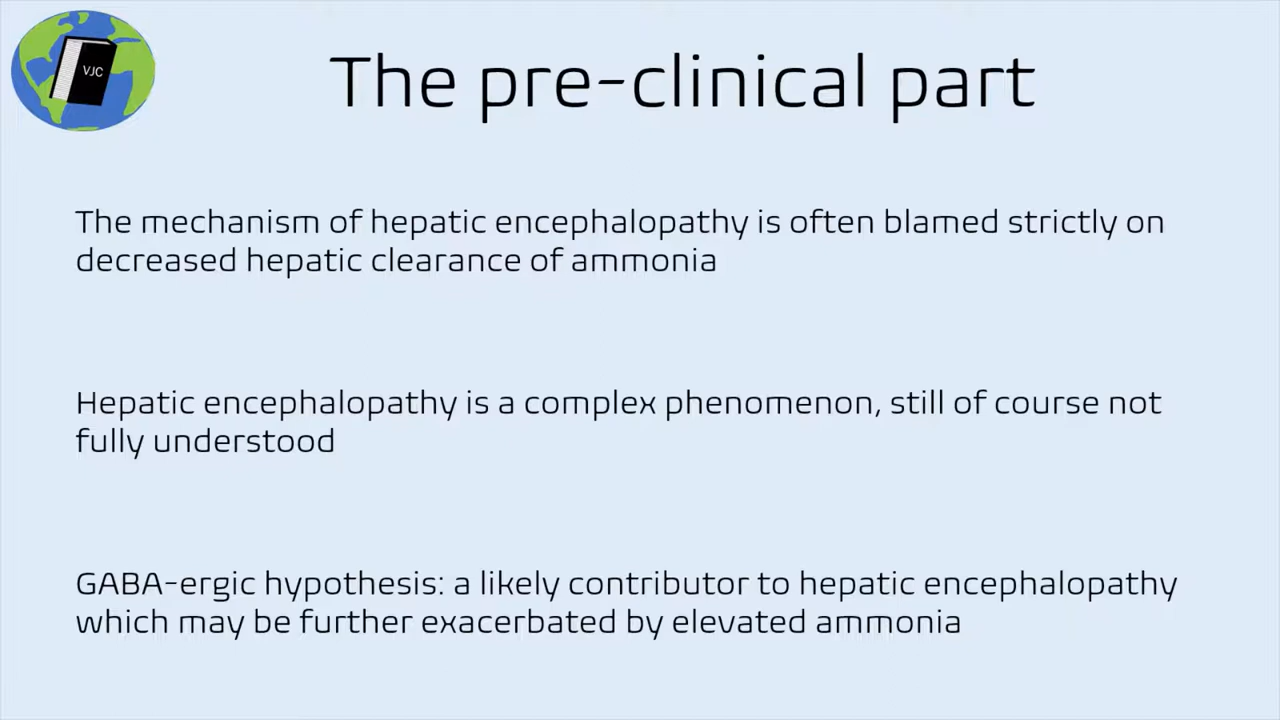 VJC
The pre-clinical part
The mechanism of hepatic encephalopathy is often blamed strictly on
decreased hepatic clearance of ammonia
Hepatic encephalopathy is a complex phenomenon, still of course not
fully understood
GABA-ergic hypothesis: a likely contributor to hepatic encephalopathy
which may be further exacerbated by elevated ammonia